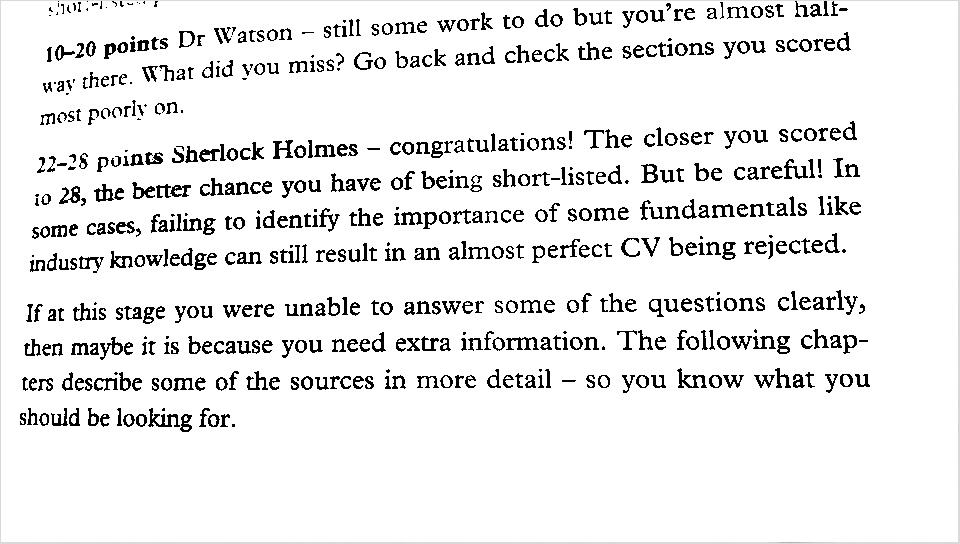 10–20 points Dr Watson – still some work to do but you're almost half-
way there. What did you miss? Go back and check the sections you scored
most poorly on.
22–28 points Sherlock Holmes – congratulations! The closer you scored
to 28, the better chance you have of being short-listed. But be careful! In
some cases, failing to identify the importance of some fundamentals like
industry knowledge can still result in an almost perfect CV being rejected.
If at this stage you were unable to answer some of the questions clearly,
then maybe it is because you need extra information. The following chap-
ters describe some of the sources in more detail – so you know what you
should be looking for.